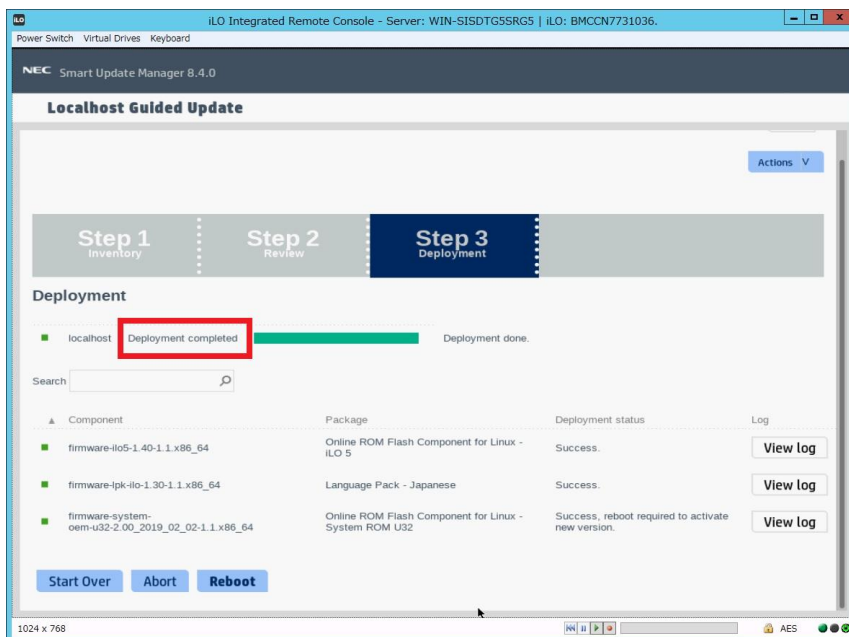 iLO
iLO Integrated Remote Console - Server: WIN-SISDTG5SRG5 | iLO: BMCCN7731036.
Power Switch Virtual Drives Keyboard
NEC Smart Update Manager 8.4.0
Localhost Guided Update
Actions
Step 1
Inventory
Step 2
Review
Step 3
Deployment
Deployment
localhost Deployment completed Deployment done.
Search
Component Package Deployment status Log
firmware-ilo5-1.40-1.1.x86_64
Online ROM Flash Component for Linux -
iLO 5
Success.
View log
firmware-lpk-ilo-1.30-1.1.x86_64
Language Pack - Japanese
Success.
View log
firmware-system-
oem-u32-2.00_2019_02_02-1.1.x86_64
Online ROM Flash Component for Linux -
System ROM U32
Success, reboot required to activate
new version.
View log
Start Over Abort Reboot
1024 x 768 AES